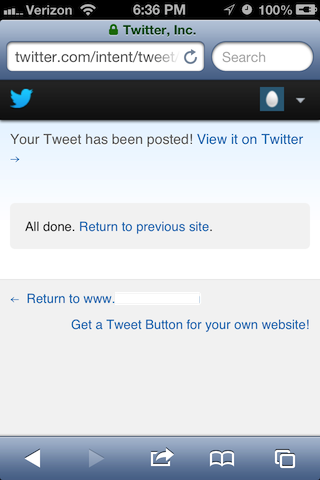 Verizon 6:36 PM 100%
Twitter, Inc.
twitter.com/intent/tweet Search
Your Tweet has been posted! View it on Twitter
→
All done. Return to previous site.
← Return to www.
Get a Tweet Button for your own website!